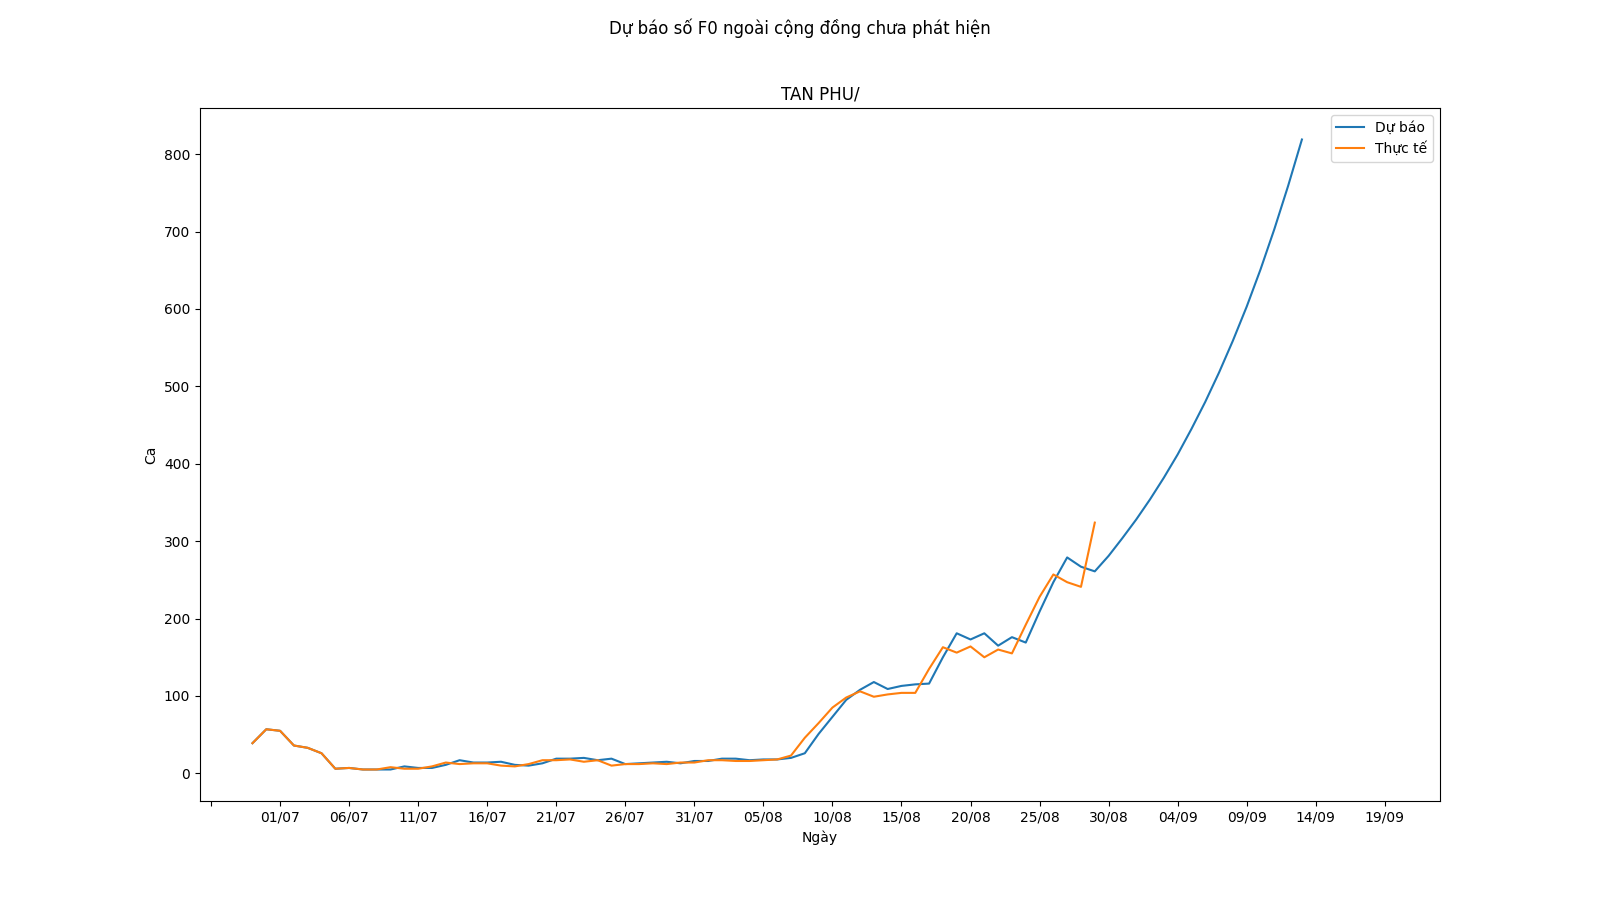 Dự báo số F0 ngoài cộng đồng chưa phát hiện
TAN PHU/
Dự báo
Thực tế
800
700
600
500
400
300
200
100
0
Ca
01/07 06/07 11/07 16/07 21/07 26/07 31/07 05/08 10/08 15/08 20/08 25/08 30/08 04/09 09/09 14/09 19/09
Ngày